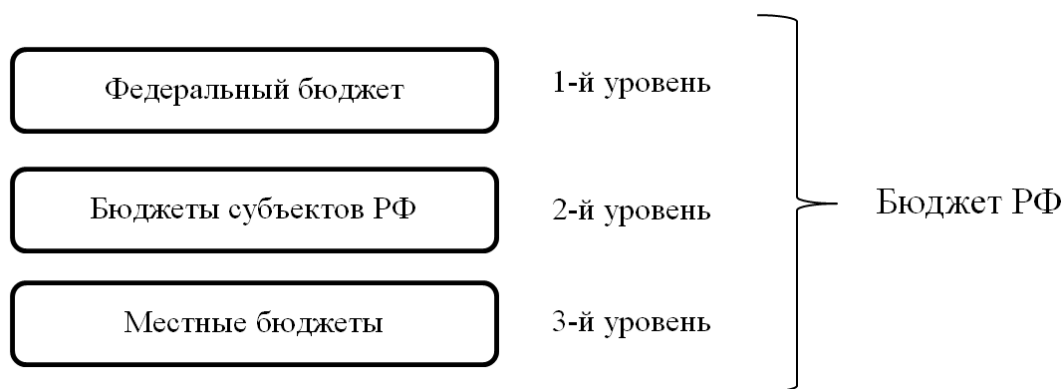 Федеральный бюджет
1-й уровень
Бюджеты субъектов РФ
2-й уровень
Бюджет РФ
Местные бюджеты
3-й уровень